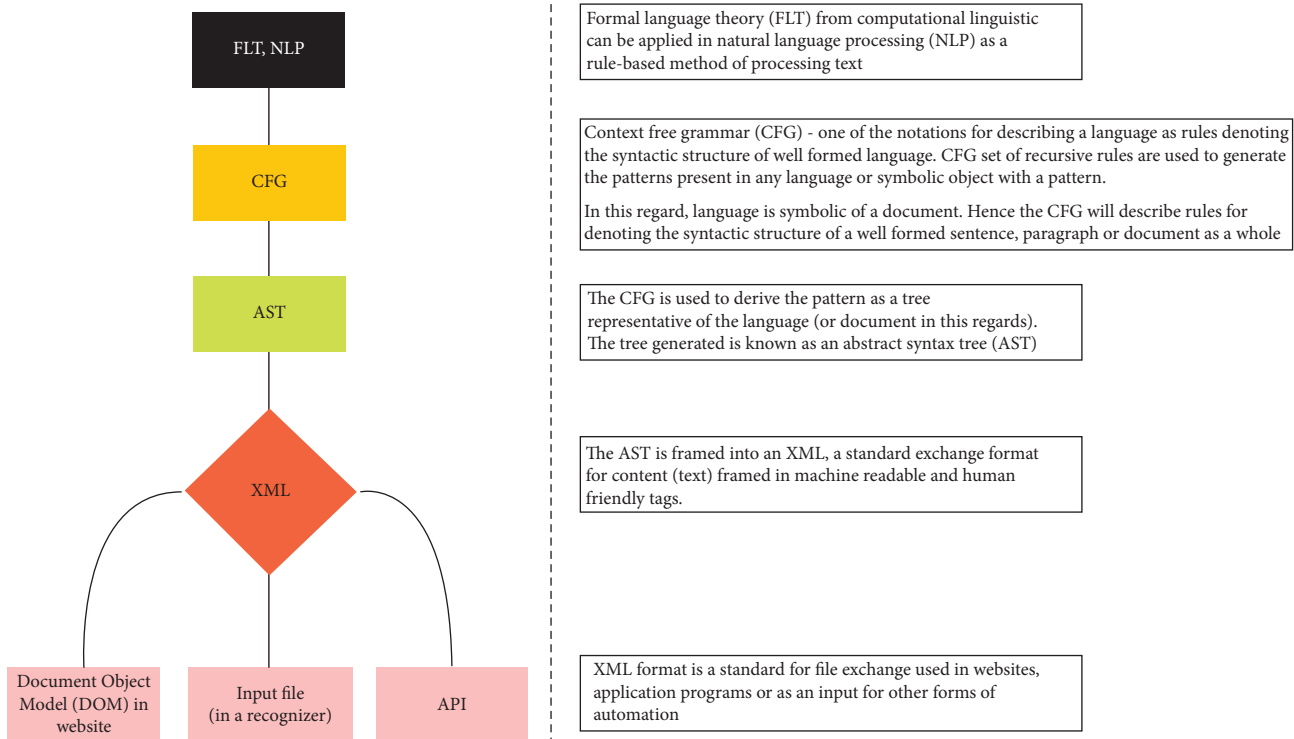 FLT, NLP
Formal language theory (FLT) from computational linguistic
can be applied in natural language processing (NLP) as a
rule-based method of processing text
CFG
Context free grammar (CFG) - one of the notations for describing a language as rules denoting
the syntactic structure of well formed language. CFG set of recursive rules are used to generate
the patterns present in any language or symbolic object with a pattern.
In this regard, language is symbolic of a document. Hence the CFG will describe rules for
denoting the syntactic structure of a well formed sentence, paragraph or document as a whole
AST
The CFG is used to derive the pattern as a tree
representative of the language (or document in this regards).
The tree generated is known as an abstract syntax tree (AST)
XML
The AST is framed into an XML, a standard exchange format
for content (text) framed in machine readable and human
friendly tags.
Document Object
Model (DOM) in
website
Input file
(in a recognizer)
API
XML format is a standard for file exchange used in websites,
application programs or as an input for other forms of
automation